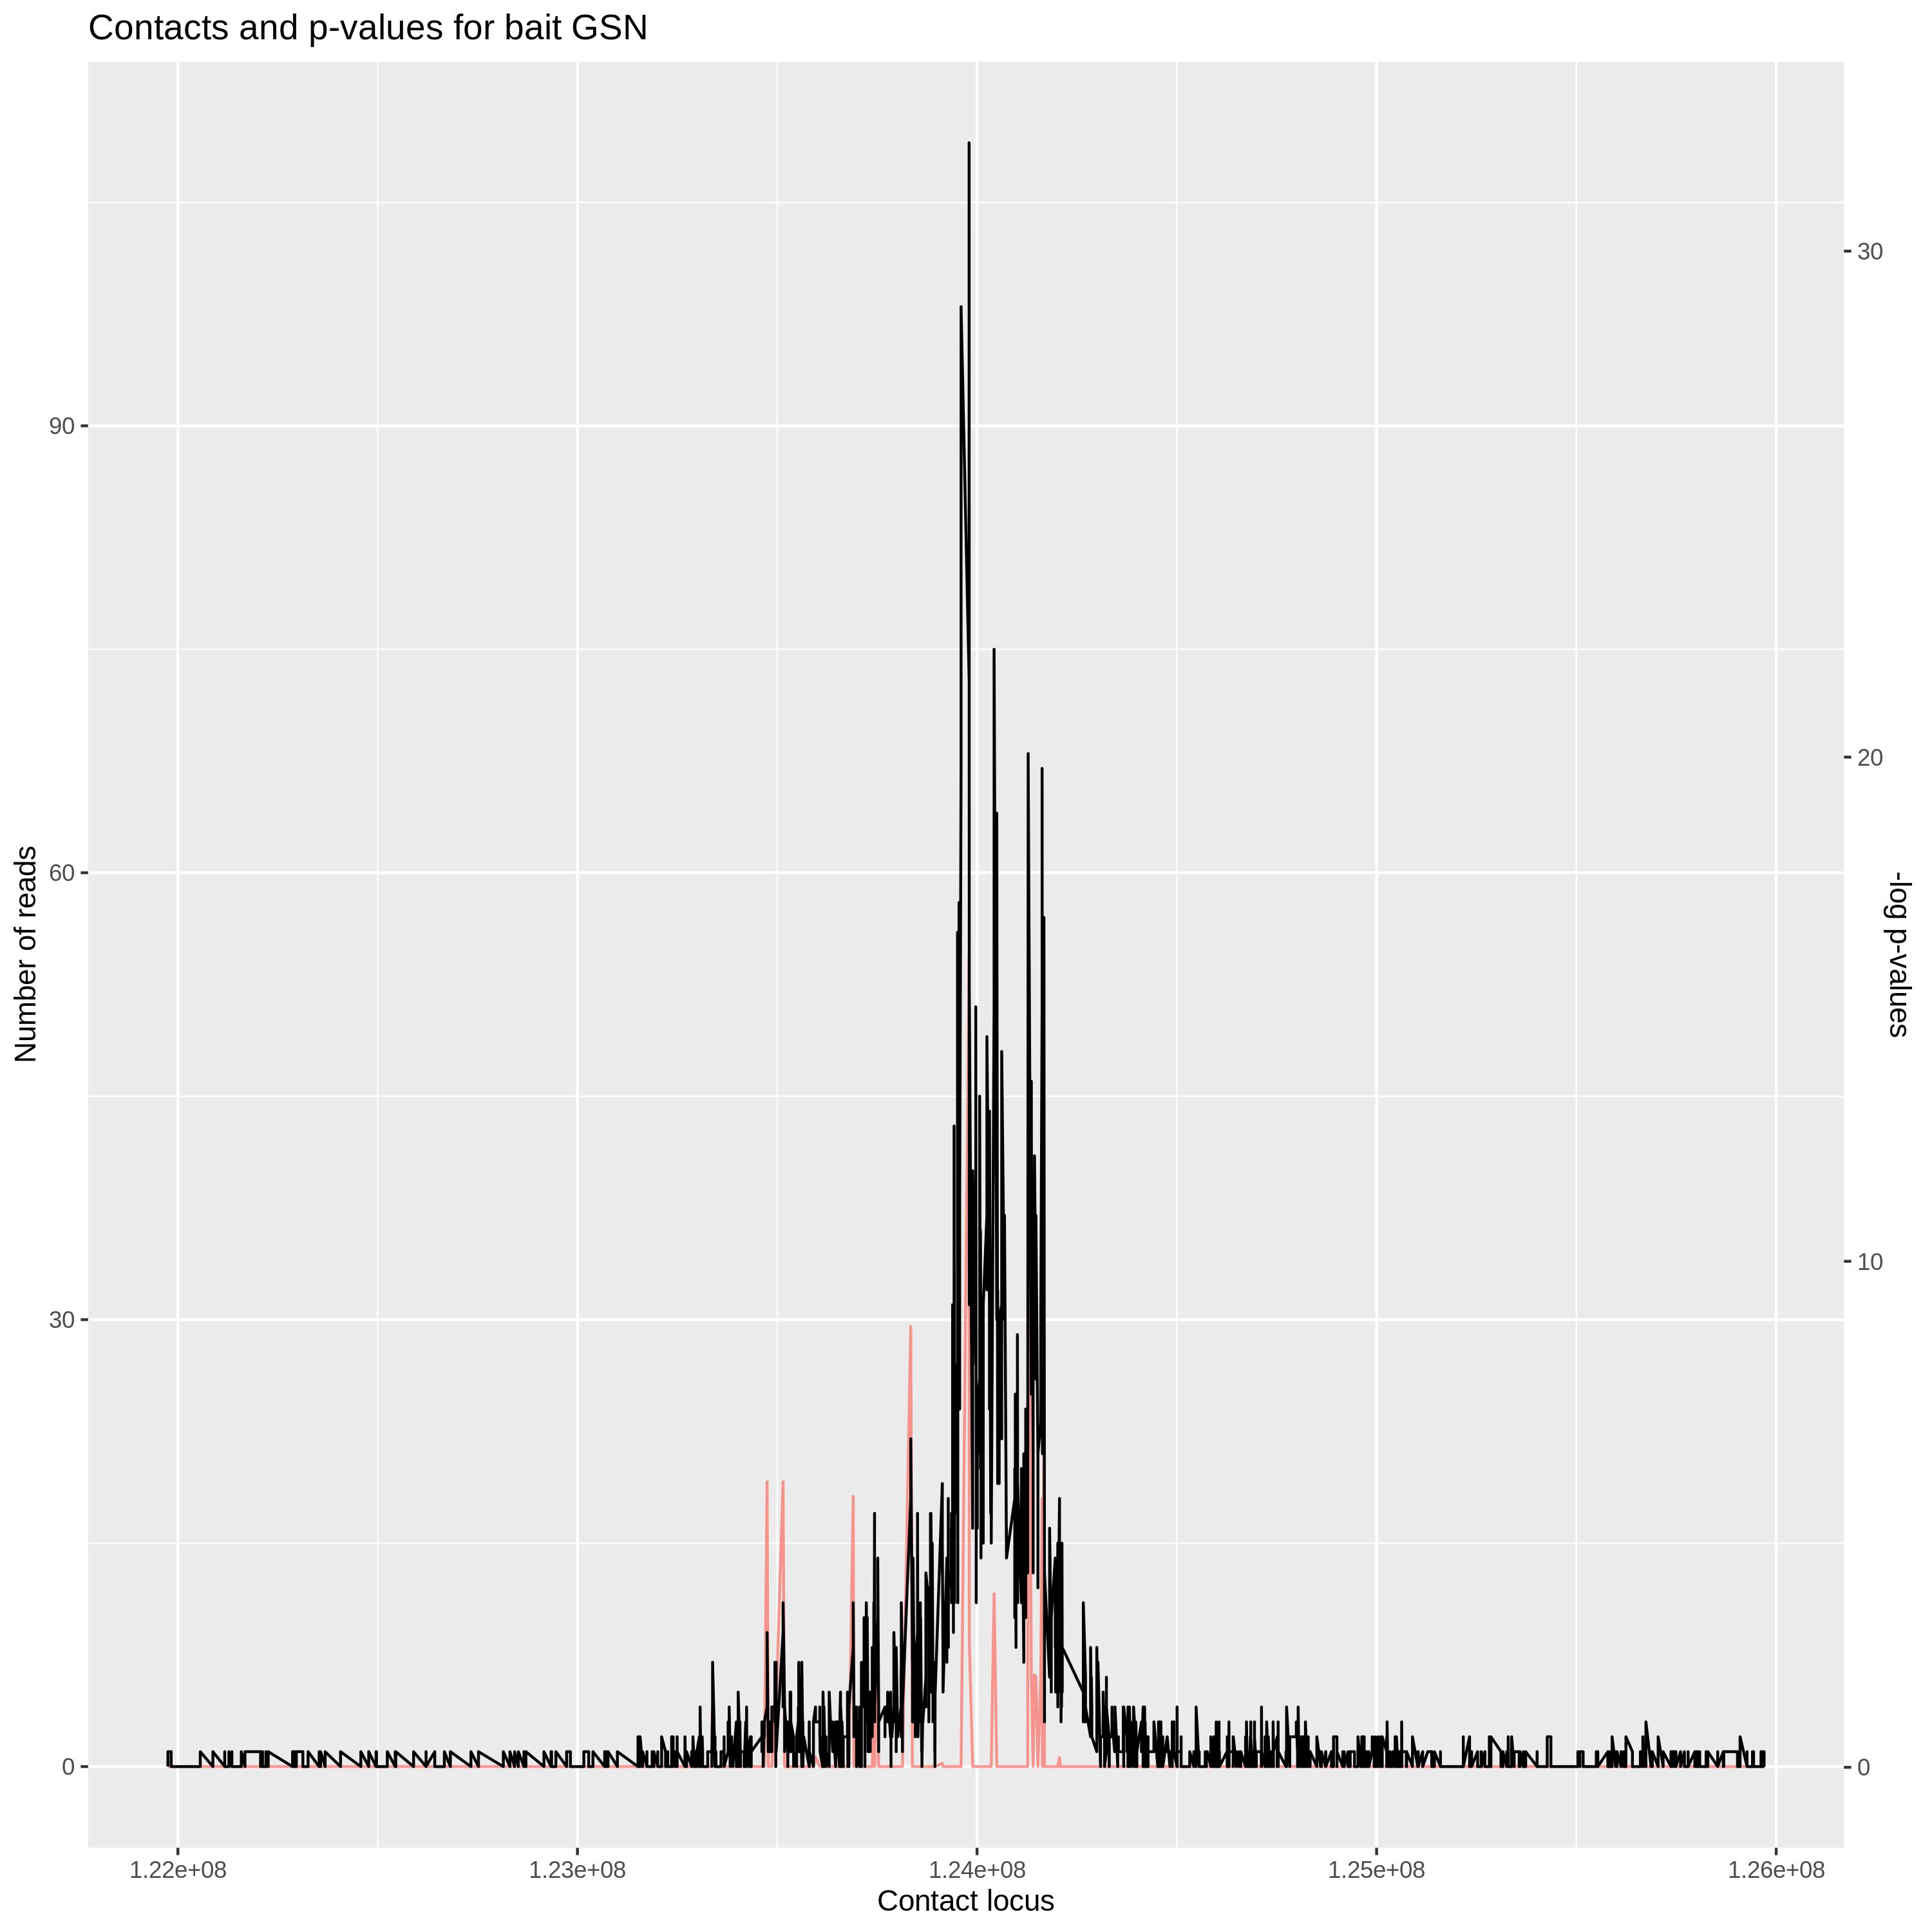 Contacts and p-values for bait GSN
90
60
30
0
Number of reads
30
20
10
0
-log p-values
1.22e+08 1.23e+08 1.24e+08 1.25e+08 1.26e+08
Contact locus